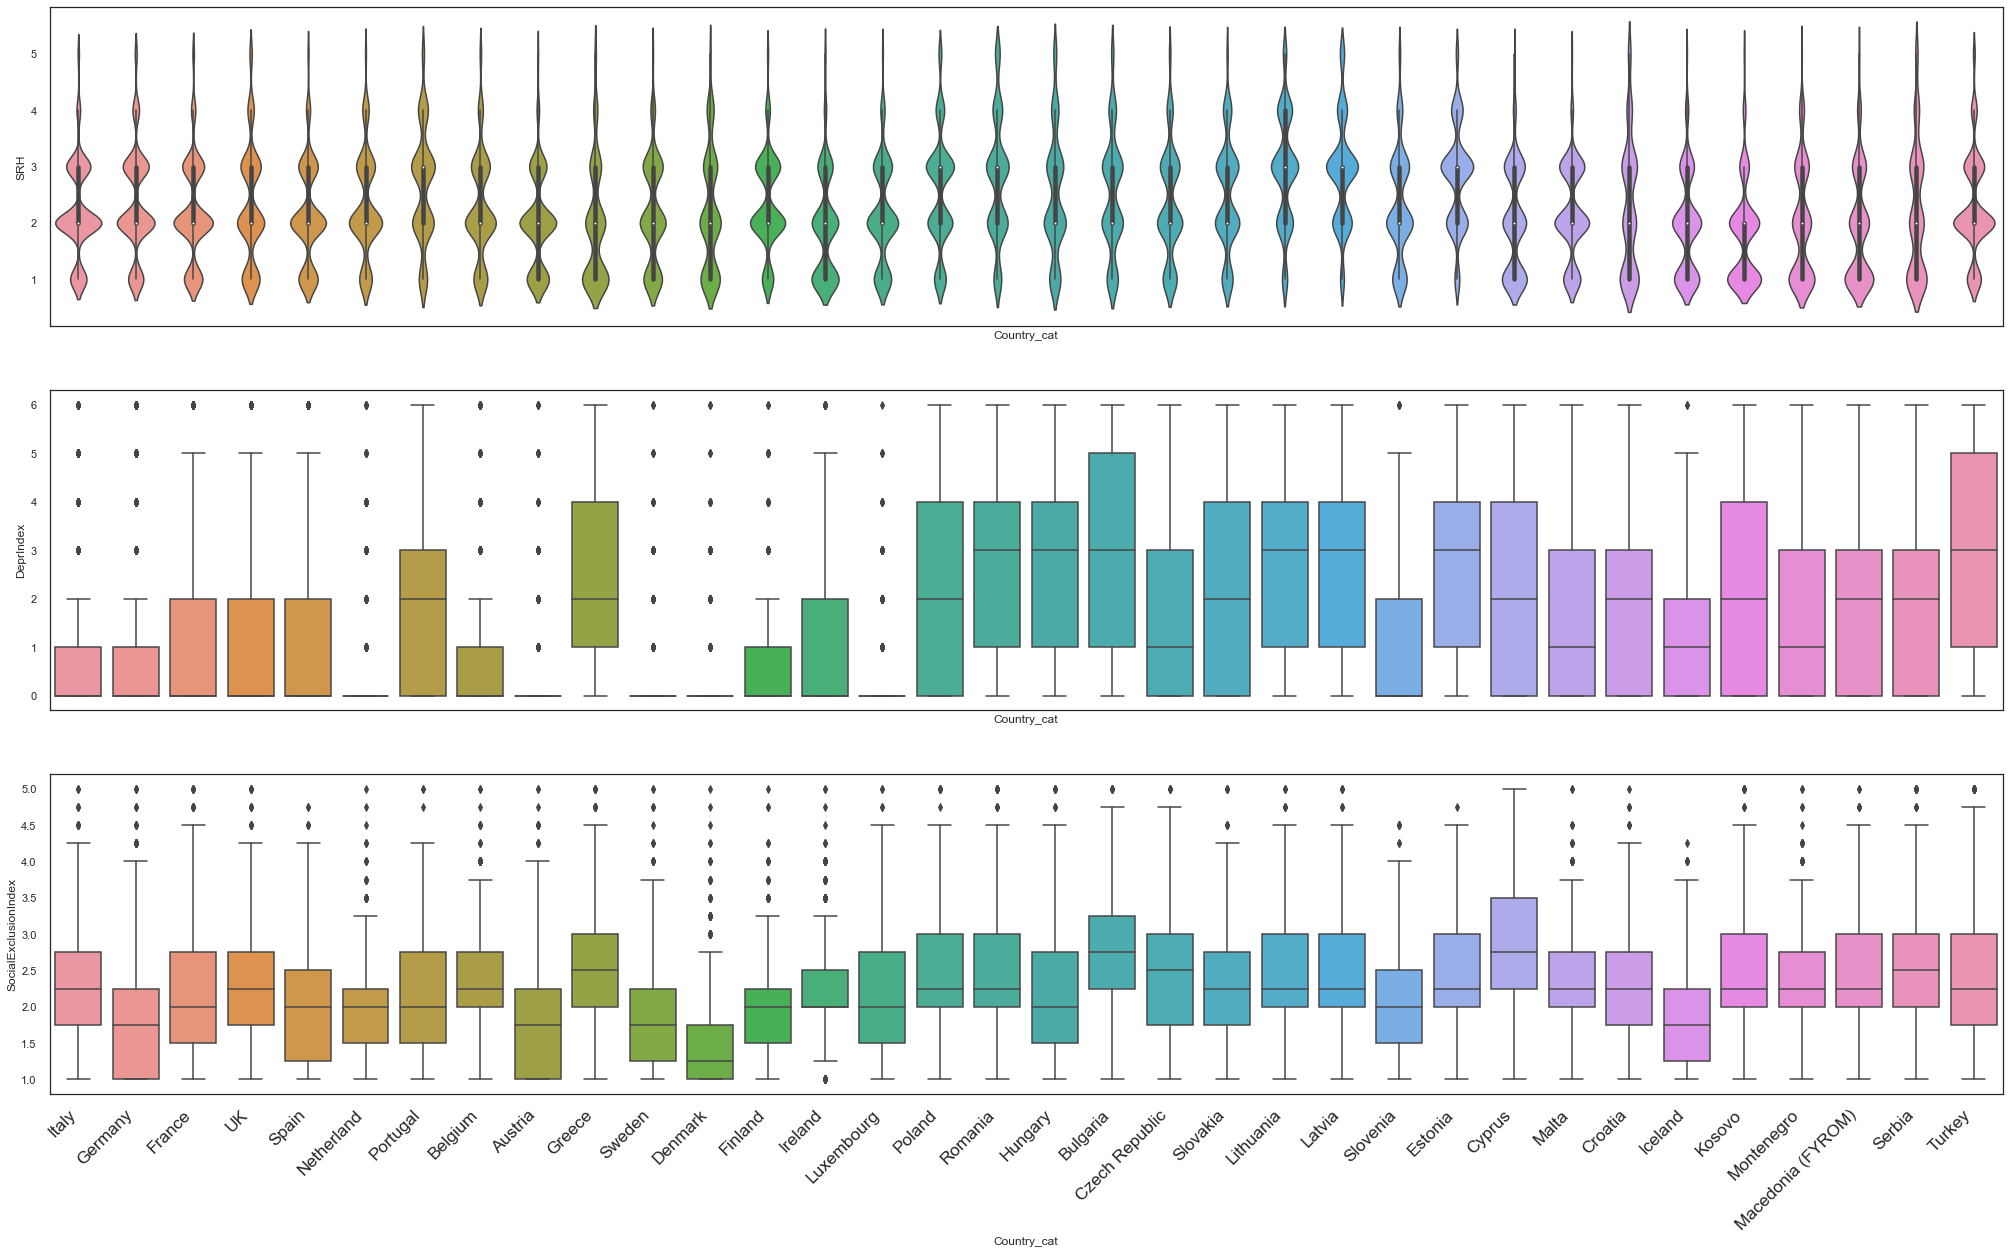 5
4
3
2
1
SRH
Country_cat
6
5
4
3
2
1
0
DeprIndex
Country_cat
5.0
4.5
4.0
3.5
3.0
2.5
2.0
1.5
1.0
SocialExclusionIndex
Italy
Germany
France
UK
Spain
Netherland
Portugal
Belgium
Austria
Greece
Sweden
Denmark
Finland
Ireland
Luxembourg
Poland
Romania
Hungary
Bulgaria
Czech Republic
Slovakia
Lithuania
Latvia
Slovenia
Estonia
Cyprus
Malta
Croatia
Iceland
Kosovo
Montenegro
Macedonia (FYROM)
Serbia
Turkey
Country_cat